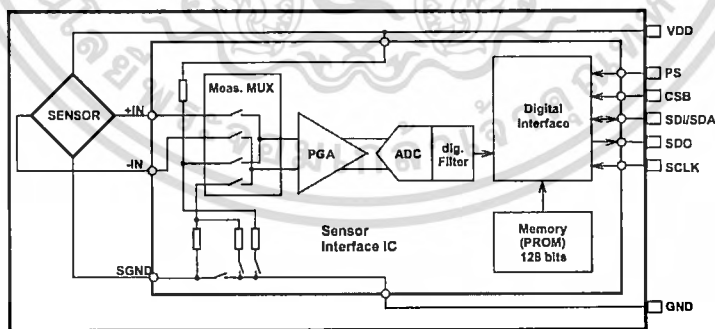 VDD
PS
CSB
SDI/SDA
SDO
SCLK
GND
SENSOR
+IN
-IN
SGND
Meas. MUX
PGA
ADC
dig.
Filter
Digital
Interface
Memory
(PROM)
128 bits
Sensor
Interface IC